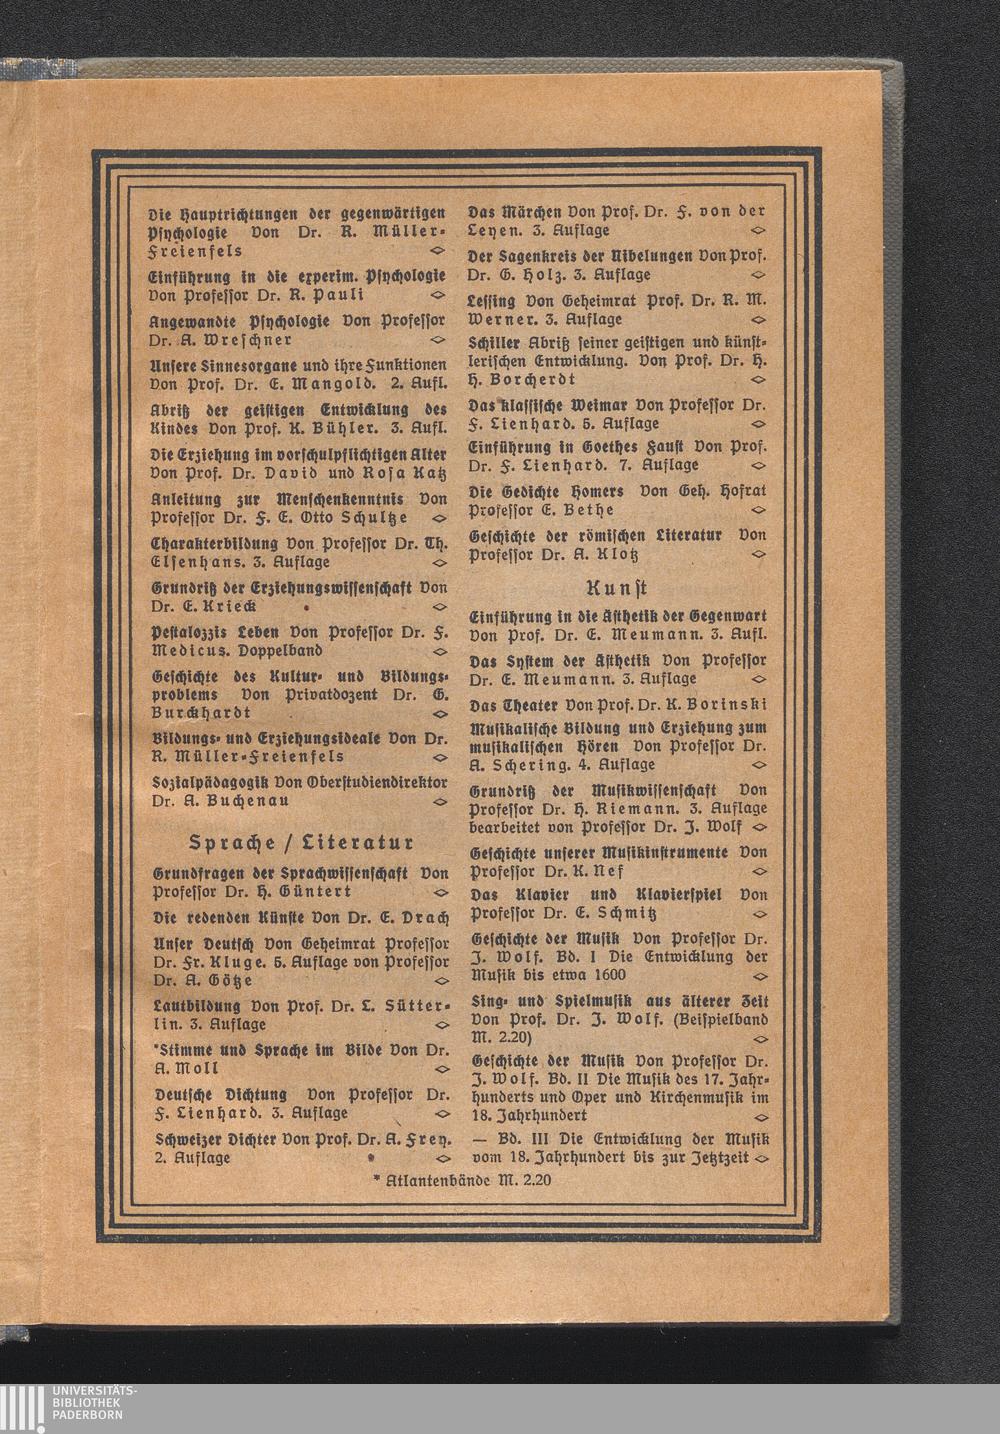 Die Hauptrichtungen der gegenwärtigen
Psychologie Von Dr. R. Müller-
Freienfels <>
Einführung in die experim. Psychologie
Von Professor Dr. R. Pauli <>
Angewandte Psychologie Von Professor
Dr. A. Wreschner <>
Unsere Sinnesorgane und ihre Funktionen
Von Prof. Dr. E. Mangold. 2. Aufl.
Abriß der geistigen Entwicklung des
Kindes Von Prof. K. Bühler. 3. Aufl.
Die Erziehung im vorschulpflichtigen Alter
Von Prof. Dr. David und Rosa Katz
Anleitung zur Menschenkenntnis Von
Professor Dr. F. E. Otto Schultze <>
Charakterbildung Von Professor Dr. Th.
Elsenhans. 3. Auflage <>
Grundriß der Erziehungswissenschaft Von
Dr. E. Krieck <>
Pestalozzis Leben Von Professor Dr. F.
Medicus. Doppelband <>
Geschichte des Kultur- und Bildungs-
problems Von Privatdozent Dr. G.
Burckhardt <>
Bildungs- und Erziehungsideale Von Dr.
R. Müller-Freienfels <>
Sozialpädagogik Von Oberstudiendirektor
Dr. A. Buchenau <>
Sprache / Literatur
Grundfragen der Sprachwissenschaft Von
Professor Dr. H. Güntert <>
Die redenden Künste Von Dr. E. Drach
Unser Deutsch Von Geheimrat Professor
Dr. Fr. Kluge. 5. Auflage von Professor
Dr. A. Götze <>
Lautbildung Von Prof. Dr. L. Sütter-
lin. 3. Auflage <>
*Stimme und Sprache im Bilde Von Dr.
A. Moll <>
Deutsche Dichtung Von Professor Dr.
F. Lienhard. 3. Auflage <>
Schweizer Dichter Von Prof. Dr. A. Frey.
2. Auflage <>
Das Märchen Von Prof. Dr. F. von der
Leyen. 3. Auflage <>
Der Sagenkreis der Nibelungen Von Prof.
Dr. G. Holz. 3. Auflage <>
Lessing Von Geheimrat Prof. Dr. R. M.
Werner. 3. Auflage <>
Schiller Abriß seiner geistigen und künst-
lerischen Entwicklung. Von Prof. Dr. H.
H. Borcherdt <>
Das klassische Weimar Von Professor Dr.
F. Lienhard. 5. Auflage <>
Einführung in Goethes Faust Von Prof.
Dr. F. Lienhard. 7. Auflage <>
Die Gedichte Homers Von Geh. Hofrat
Professor E. Bethe <>
Geschichte der römischen Literatur Von
Professor Dr. A. Klotz <>
Kunst
Einführung in die Ästhetik der Gegenwart
Von Prof. Dr. E. Meumann. 3. Aufl.
Das System der Ästhetik Von Professor
Dr. E. Meumann. 3. Auflage <>
Das Theater Von Prof. Dr. K. Borinski
Musikalische Bildung und Erziehung zum
musikalischen Hören Von Professor Dr.
A. Schering. 4. Auflage <>
Grundriß der Musikwissenschaft Von
Professor Dr. H. Riemann. 3. Auflage
bearbeitet von Professor Dr. J. Wolf <>
Geschichte unserer Musikinstrumente Von
Professor Dr. K. Nef <>
Das Klavier und Klavierspiel Von
Professor Dr. E. Schmitz <>
Geschichte der Musik Von Professor Dr.
J. Wolf. Bd. I Die Entwicklung der
Musik bis etwa 1600 <>
Sing- und Spielmusik aus älterer Zeit
Von Prof. Dr. J. Wolf. (Beispielband
M. 2.20) <>
Geschichte der Musik Von Professor Dr.
J. Wolf. Bd. II Die Musik des 17. Jahr-
hunderts und Oper und Kirchenmusik im
18. Jahrhundert <>
— Bd. III Die Entwicklung der Musik
vom 18. Jahrhundert bis zur Jetztzeit <>
* Atlantenbände M. 2.20
UNIVERSITÄTS-
BIBLIOTHEK
PADERBORN